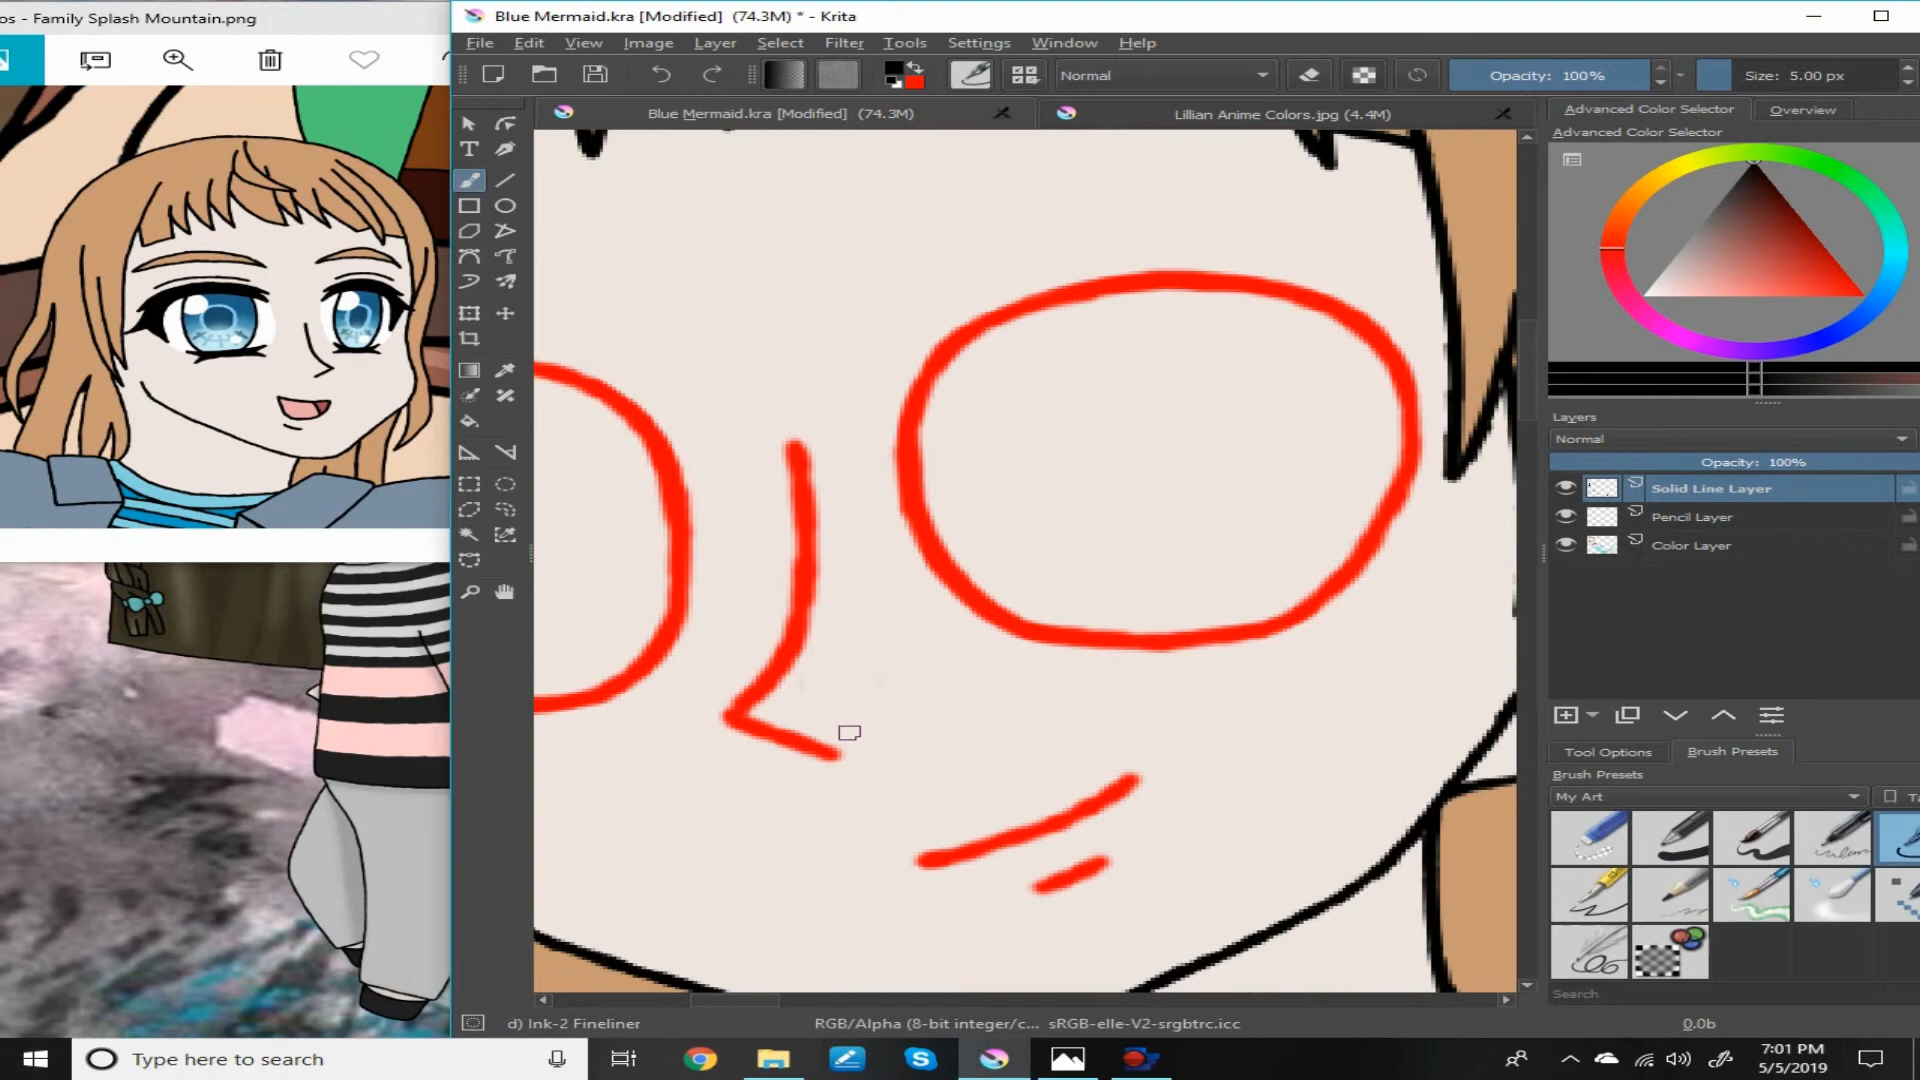 os - Family Splash Mountain.png
Blue Mermaid.kra [Modified] (74.3M) * - Krita
File Edit View Image Layer Select Filter Tools Settings Window Help
Normal Opacity: 100% Size: 5.00 px
Blue Mermaid.kra [Modified] (74.3M) Lillian Anime Colors.jpg (4.4M)
Advanced Color Selector Overview
Advanced Color Selector
T
Layers
Normal
Opacity: 100%
Solid Line Layer
Pencil Layer
Color Layer
Tool Options Brush Presets
Brush Presets
My Art Ta
Search
d) Ink-2 Fineliner RGB/Alpha (8-bit integer/c... sRGB-elle-V2-srgbtrc.icc 0.0b
Type here to search 7:01 PM
5/5/2019